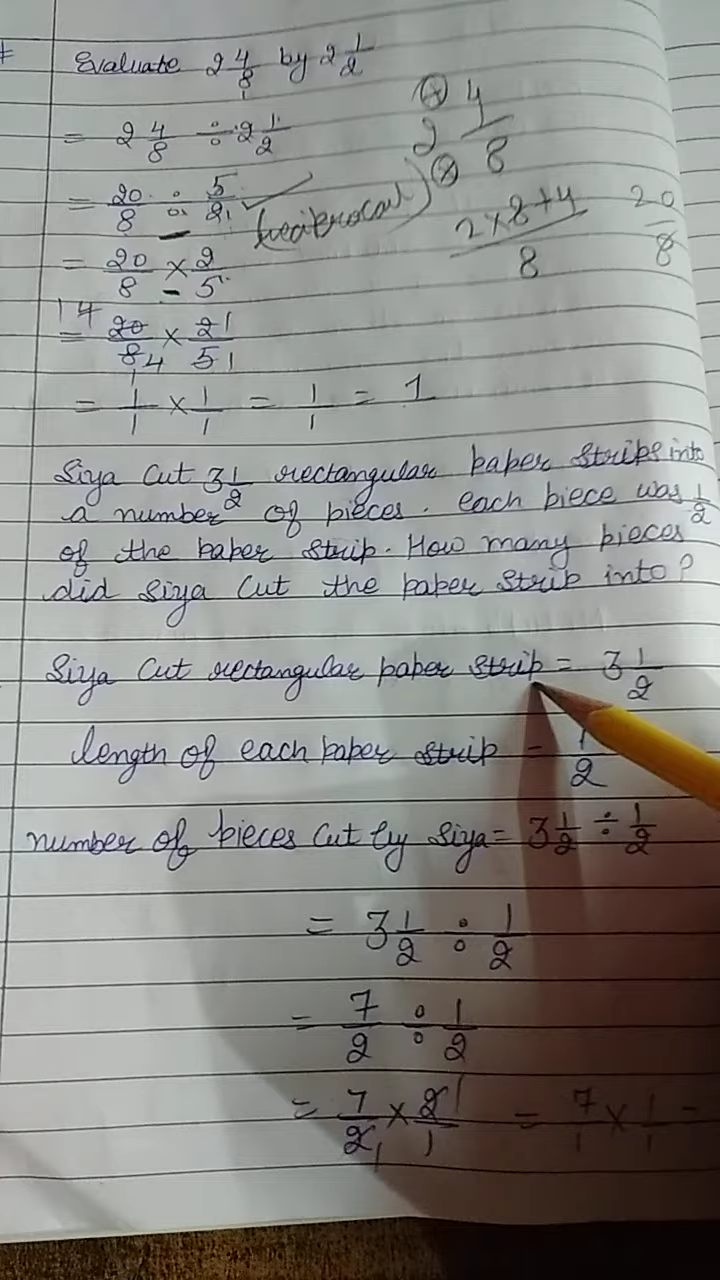 Evaluate 2 4/8 by 2 1/2
= 2 4/8 ÷ 2 1/2
= 20/8 ÷ 5/2
= 20/8 × 2/5
= 20/8 × 2/5
= 1/1 × 1/1 = 1/1 = 1
2 4/8
(2×8+4)/8 20/8
Siya Cut 3 1/2 rectangular paper strips into
a number of pieces. each piece was 1/2
of the paper strip. How many pieces
did Siya Cut the paper strip into?
Siya Cut rectangular paper strip = 3 1/2
length of each paper strip = 1/2
number of pieces Cut by Siya = 3 1/2 ÷ 1/2
= 3 1/2 ÷ 1/2
= 7/2 ÷ 1/2
= 7/2 × 2/1 = 7/1 × 1/1 =